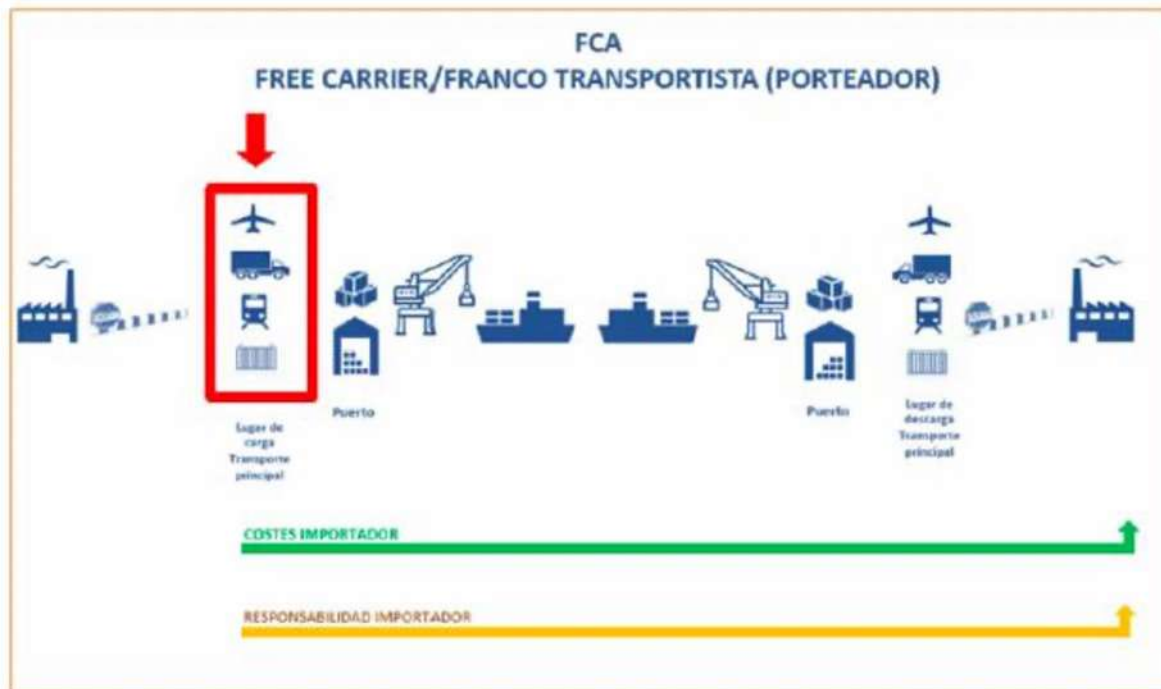 FCA
FREE CARRIER/FRANCO TRANSPORTISTA (PORTEADOR)
Puerto
Lugar de
carga
Transporte
principal
Puerto
Lugar de
descarga
Transporte
principal
COSTES IMPORTADOR
RESPONSABILIDAD IMPORTADOR